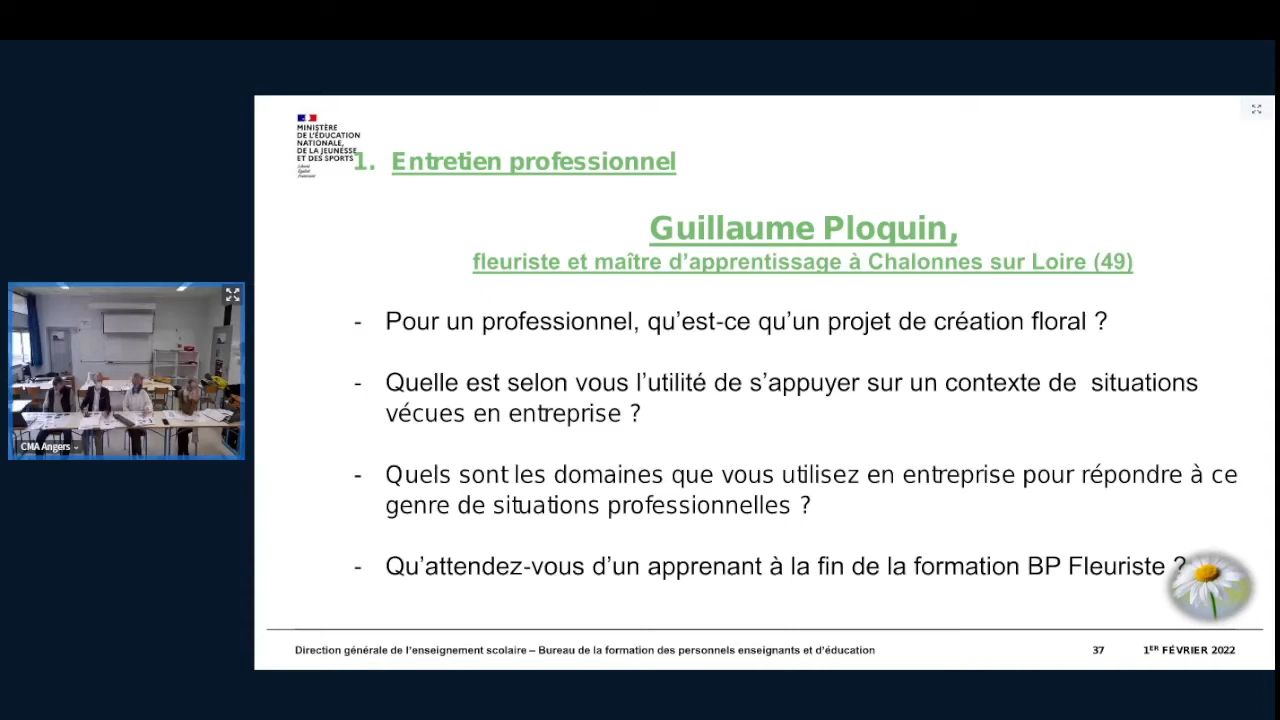 MINISTÈRE
DE L'ÉDUCATION
NATIONALE,
DE LA JEUNESSE
ET DES SPORTS
Liberté
Égalité
Fraternité
1. Entretien professionnel
Guillaume Ploquin,
fleuriste et maître d’apprentissage à Chalonnes sur Loire (49)
- Pour un professionnel, qu’est-ce qu’un projet de création floral ?
- Quelle est selon vous l’utilité de s’appuyer sur un contexte de situations
vécues en entreprise ?
- Quels sont les domaines que vous utilisez en entreprise pour répondre à ce
genre de situations professionnelles ?
- Qu’attendez-vous d’un apprenant à la fin de la formation BP Fleuriste ?
CMA Angers
Direction générale de l’enseignement scolaire – Bureau de la formation des personnels enseignants et d’éducation
37
1ER FÉVRIER 2022